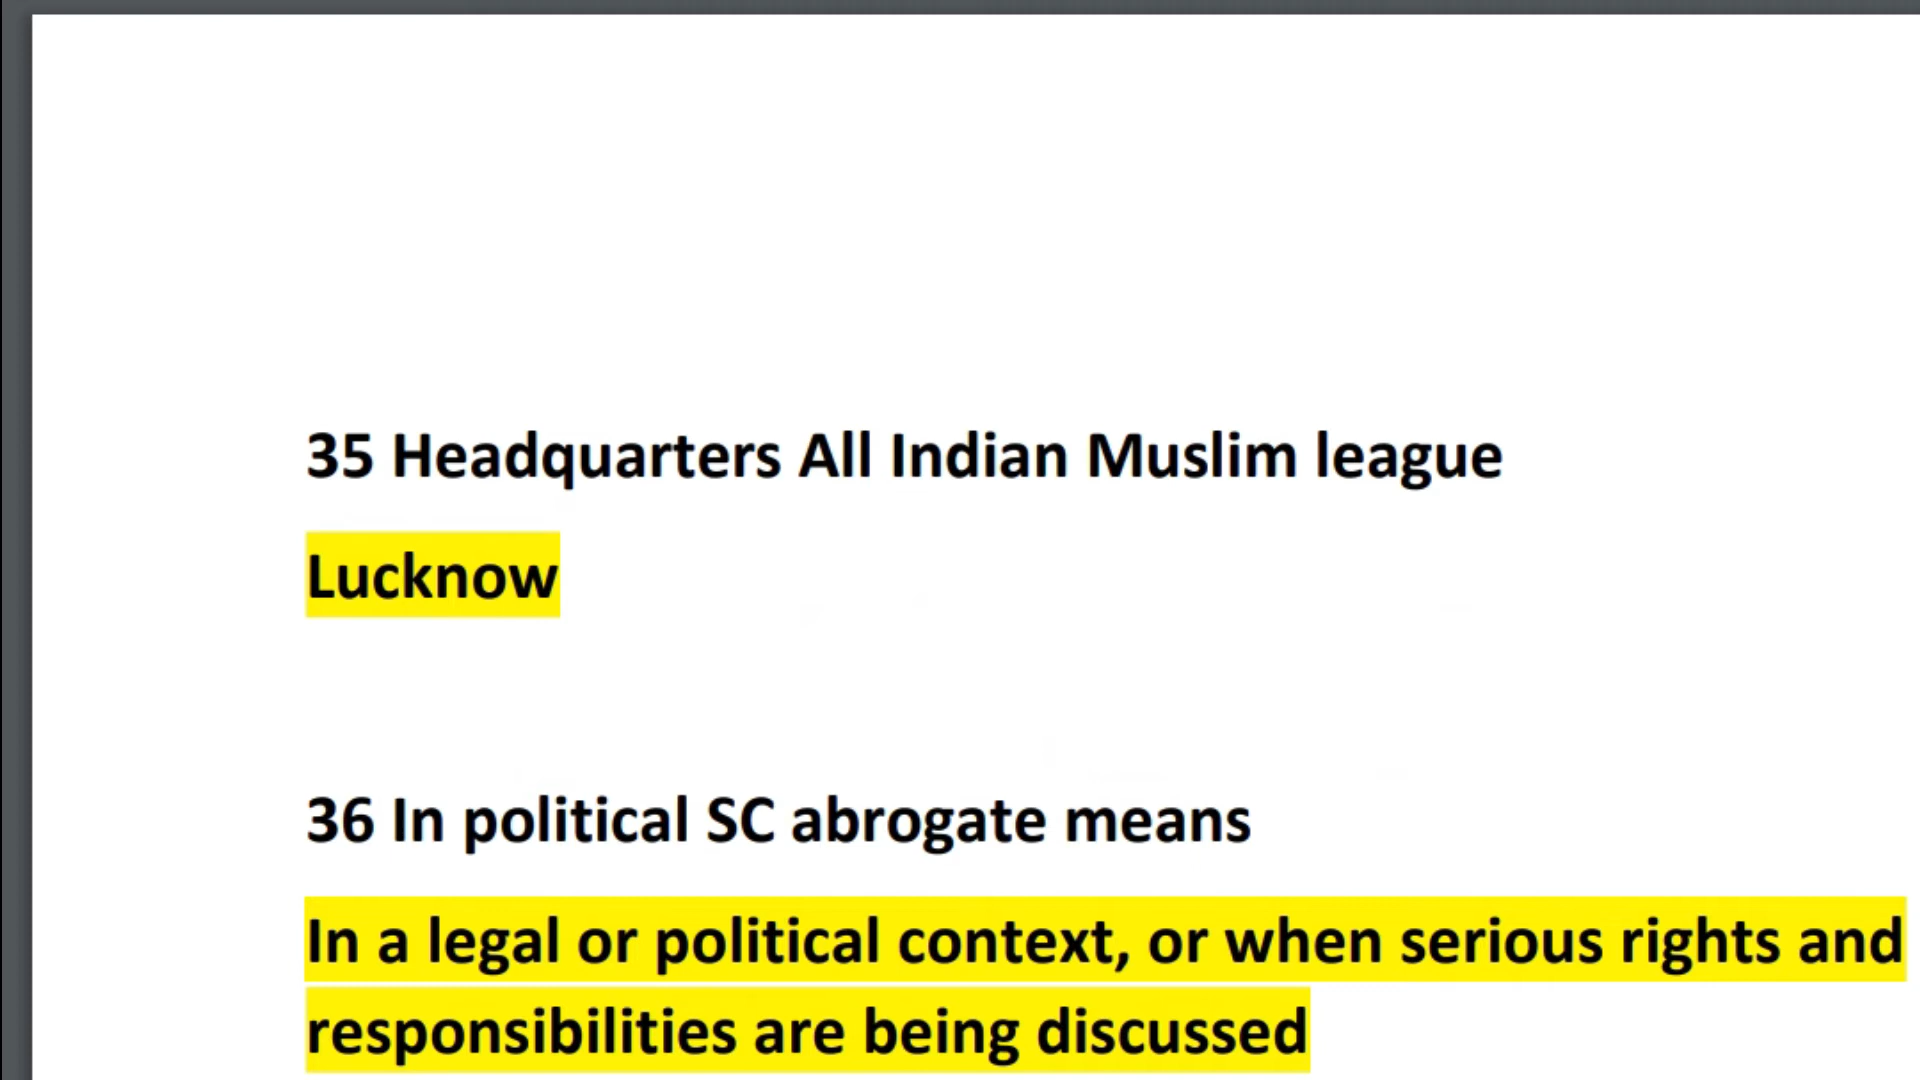 35 Headquarters All Indian Muslim league
Lucknow
36 In political SC abrogate means
In a legal or political context, or when serious rights and
responsibilities are being discussed